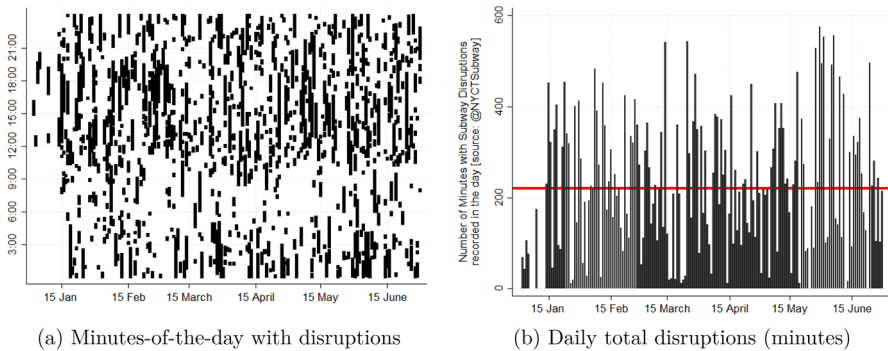 21:00
18:00
15:00
12:00
9:00
6:00
3:00
15 Jan 15 Feb 15 March 15 April 15 May 15 June
(a) Minutes-of-the-day with disruptions
Number of Minutes with Subway Disruptions
recorded in the day [source: @NYCTSubway]
600
400
200
0
15 Jan 15 Feb 15 March 15 April 15 May 15 June
(b) Daily total disruptions (minutes)